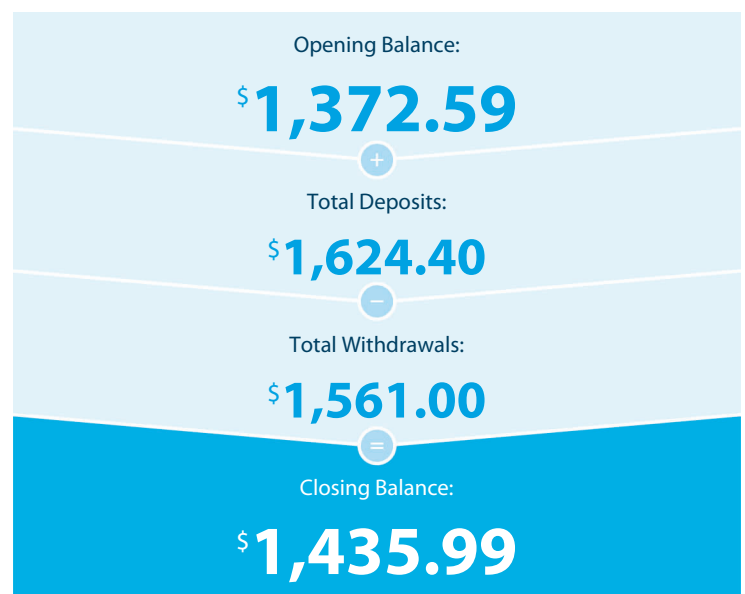 Opening Balance:
$1,372.59
+
Total Deposits:
$1,624.40
−
Total Withdrawals:
$1,561.00
=
Closing Balance:
$1,435.99